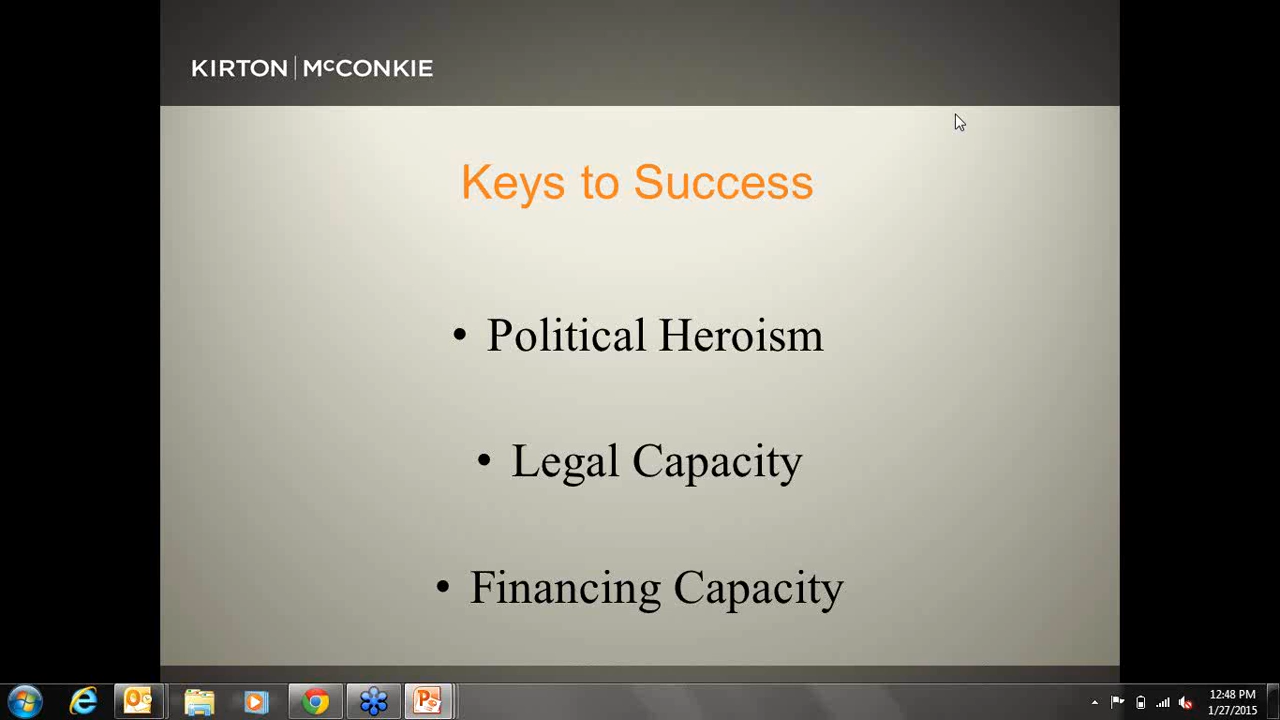 KIRTON | McCONKIE
Keys to Success
• Political Heroism
• Legal Capacity
• Financing Capacity
12:48 PM
1/27/2015